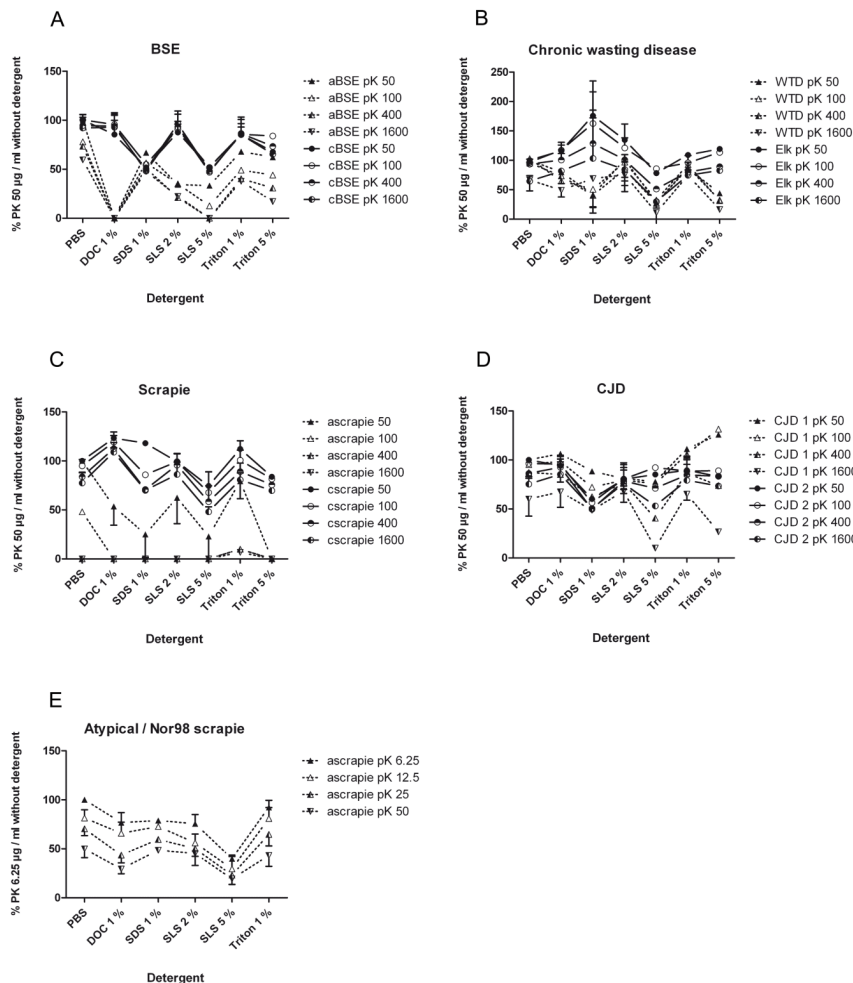 A
BSE
% PK 50 µg / ml without detergent
150
100
50
0
PBS
DOC 1 %
SDS 1 %
SLS 2 %
SLS 5 %
Triton 1 %
Triton 5 %
Detergent
aBSE pK 50
aBSE pK 100
aBSE pK 400
aBSE pK 1600
cBSE pK 50
cBSE pK 100
cBSE pK 400
cBSE pK 1600
B
Chronic wasting disease
% PK 50 µg / ml without detergent
250
200
150
100
50
0
PBS
DOC 1 %
SDS 1 %
SLS 2 %
SLS 5 %
Triton 1 %
Triton 5 %
Detergent
WTD pK 50
WTD pK 100
WTD pK 400
WTD pK 1600
Elk pK 50
Elk pK 100
Elk pK 400
Elk pK 1600
C
Scrapie
% PK 50 µg / ml without detergent
150
100
50
0
PBS
DOC 1 %
SDS 1 %
SLS 2 %
SLS 5 %
Triton 1 %
Triton 5 %
Detergent
ascrapie 50
ascrapie 100
ascrapie 400
ascrapie 1600
cscrapie 50
cscrapie 100
cscrapie 400
cscrapie 1600
D
CJD
% PK 50 µg / ml without detergent
150
100
50
0
PBS
DOC 1 %
SDS 1 %
SLS 2 %
SLS 5 %
Triton 1 %
Triton 5 %
Detergent
CJD 1 pK 50
CJD 1 pK 100
CJD 1 pK 400
CJD 1 pK 1600
CJD 2 pK 50
CJD 2 pK 100
CJD 2 pK 400
CJD 2 pK 1600
E
Atypical / Nor98 scrapie
% PK 6.25 µg / ml without detergent
150
100
50
0
PBS
DOC 1 %
SDS 1 %
SLS 2 %
SLS 5 %
Triton 1 %
Detergent
ascrapie pK 6.25
ascrapie pK 12.5
ascrapie pK 25
ascrapie pK 50